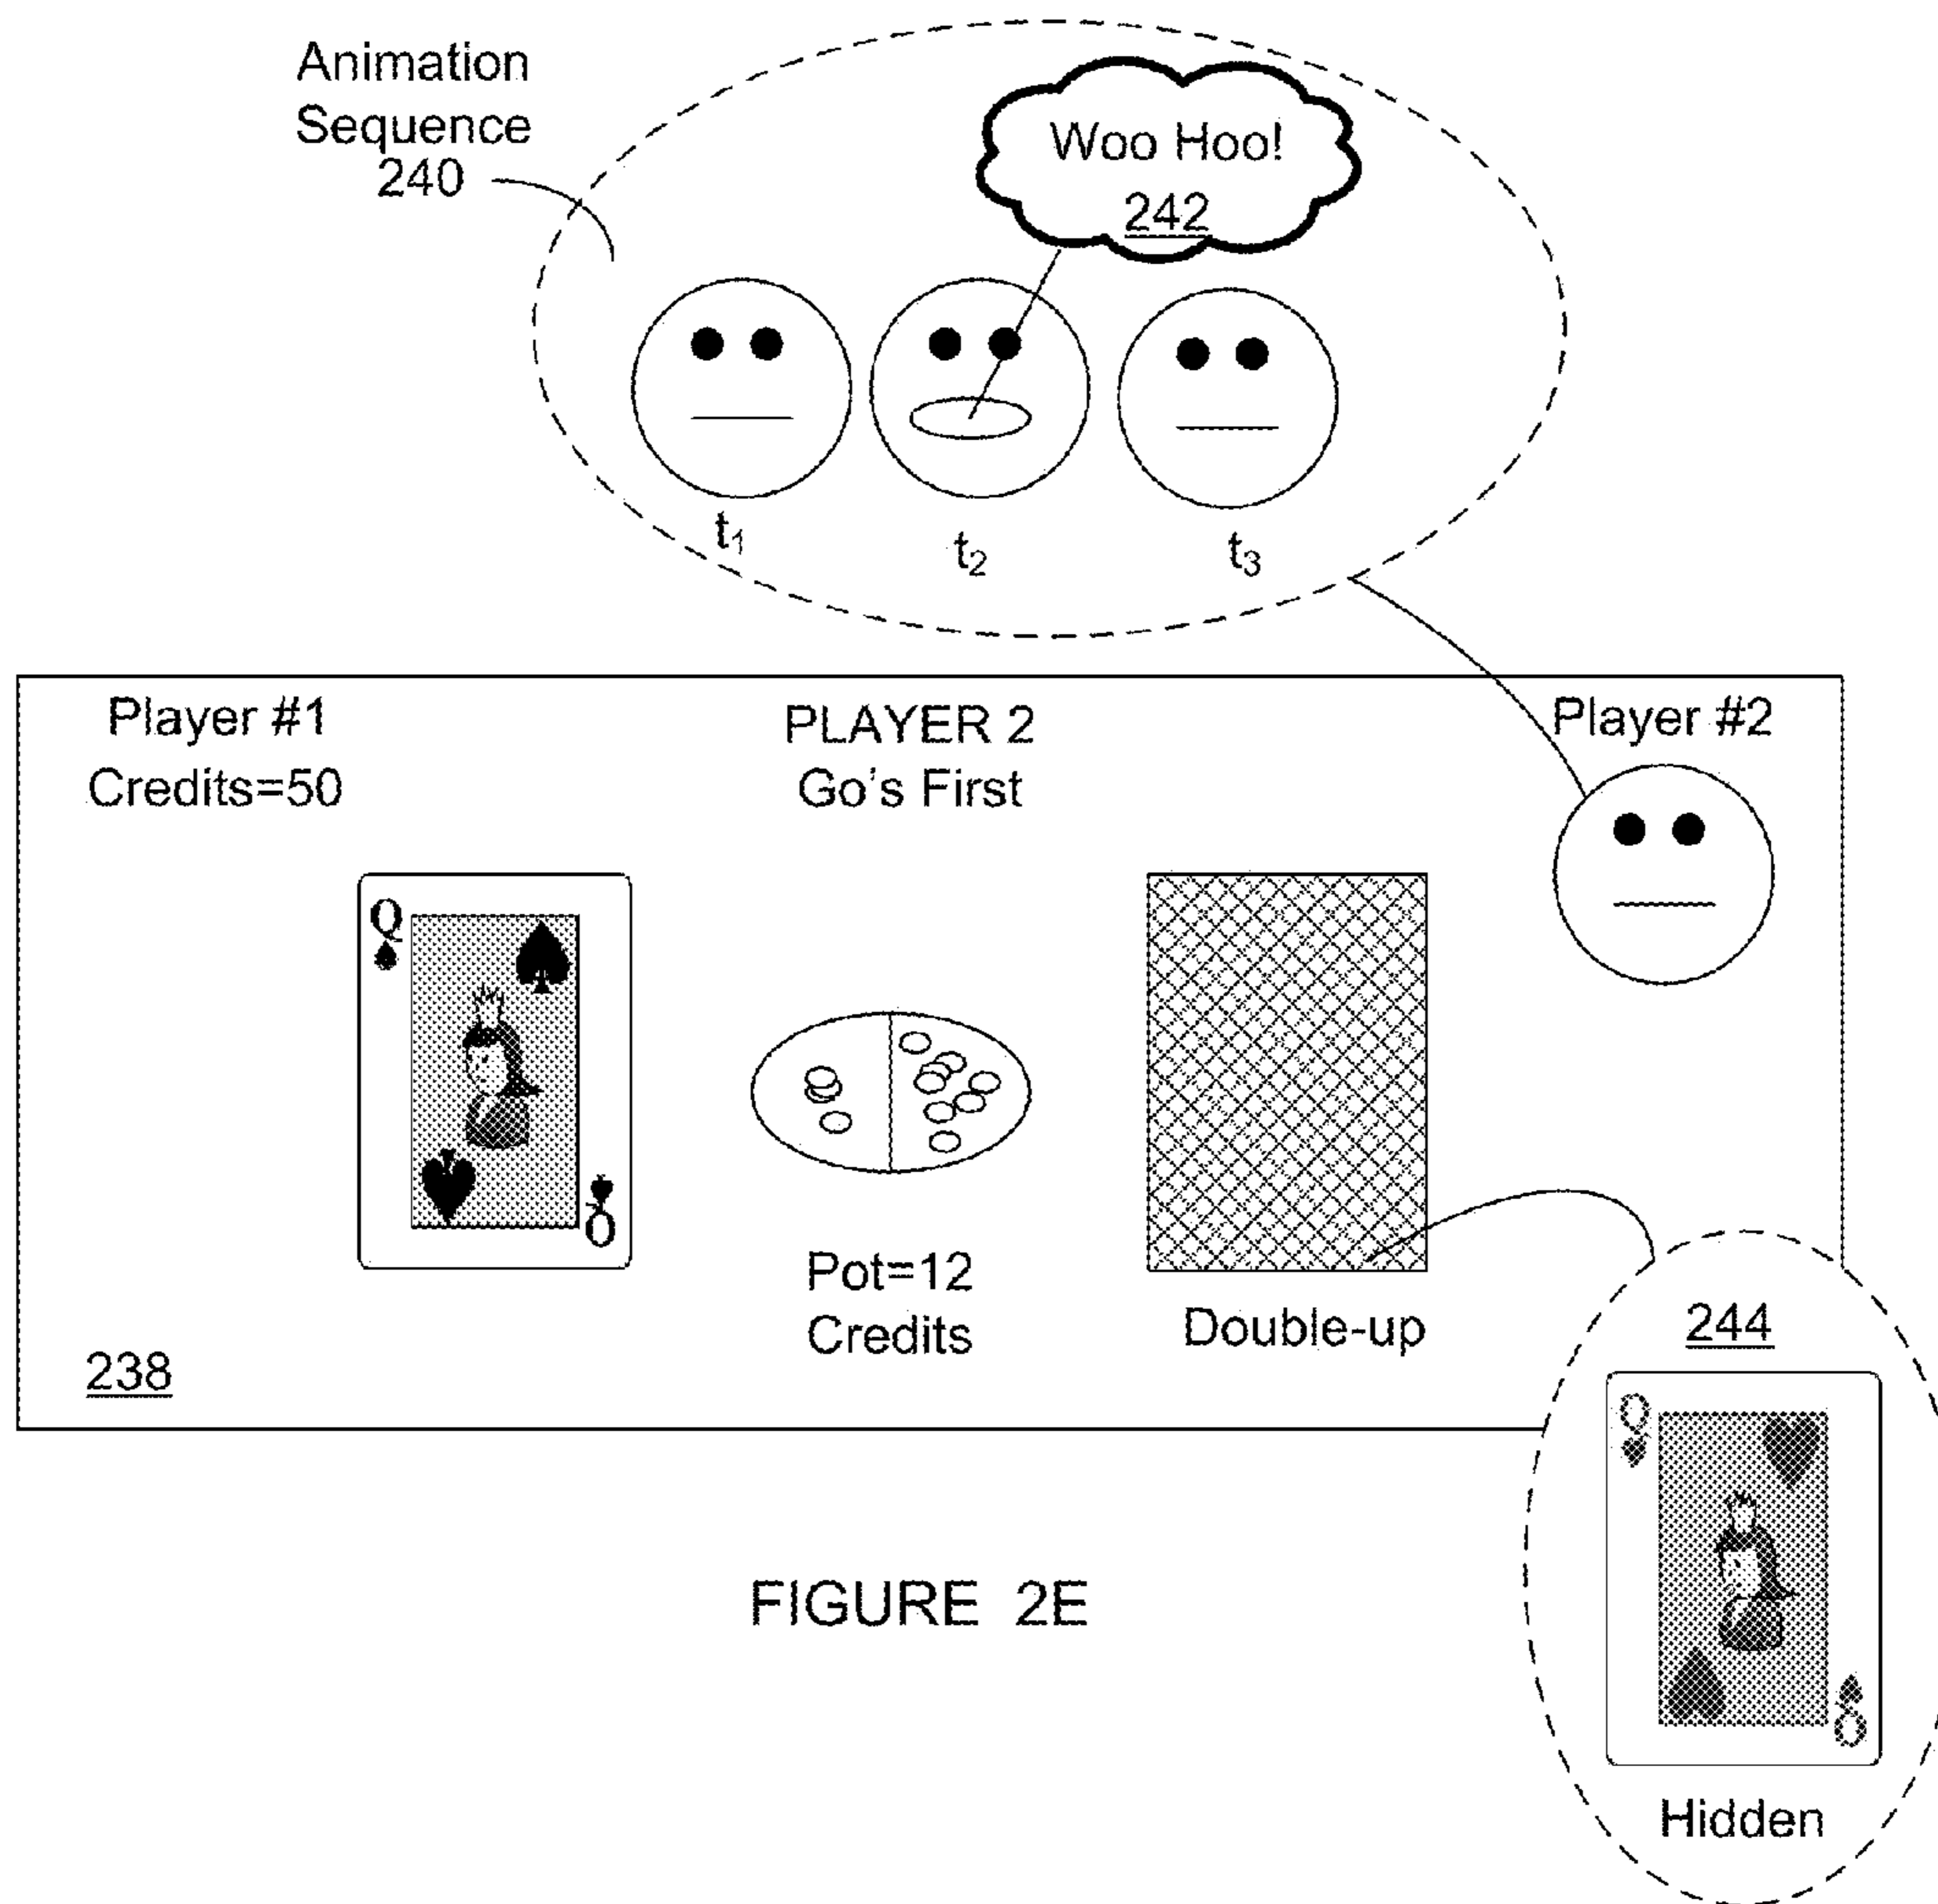 Animation
Sequence
240
Woo Hoo!
242
t1
t2
t3
Player #1
Credits=50
PLAYER 2
Go's First
Player #2
Q
Q
Pot=12
Credits
Double-up
238
244
Q
Q
Hidden
FIGURE 2E